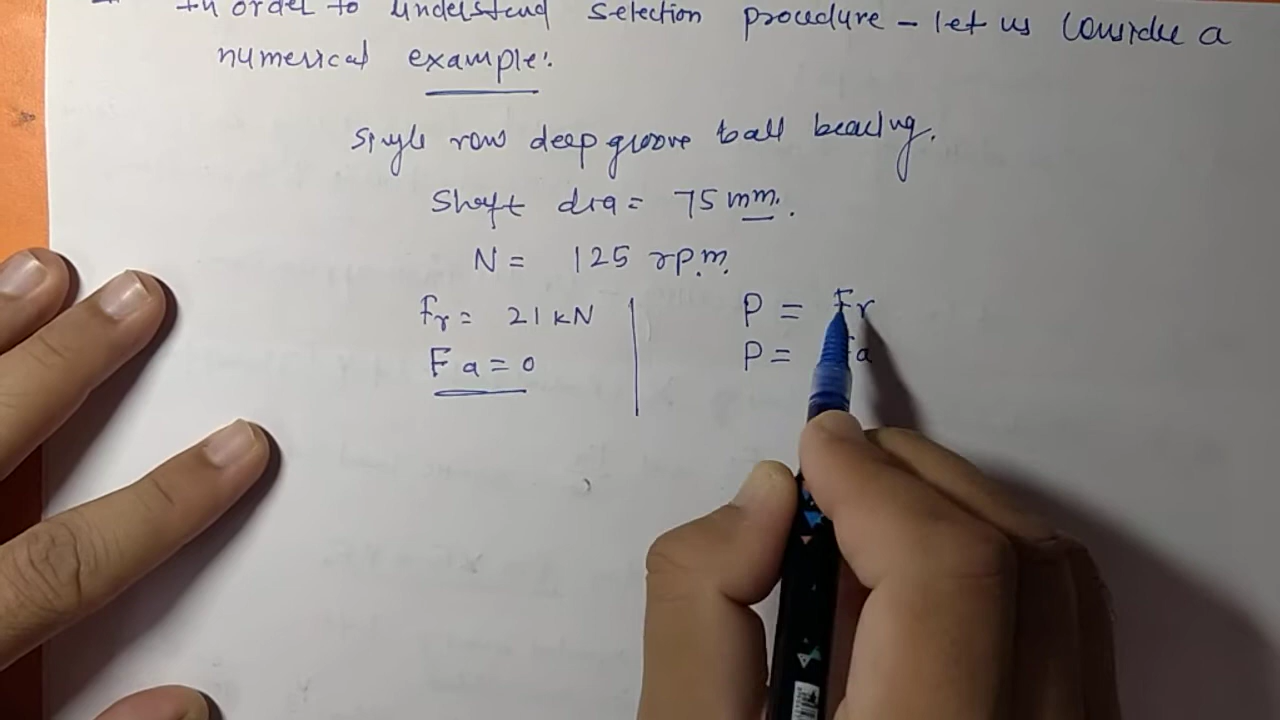 In order to understand selection procedure - let us consider a
numerical example:
Single row deep groove ball bearing.
Shaft dia = 75 mm.
N = 125 rp.m.
Fr = 21 kN
Fa = 0
P = Fr
P = Fa